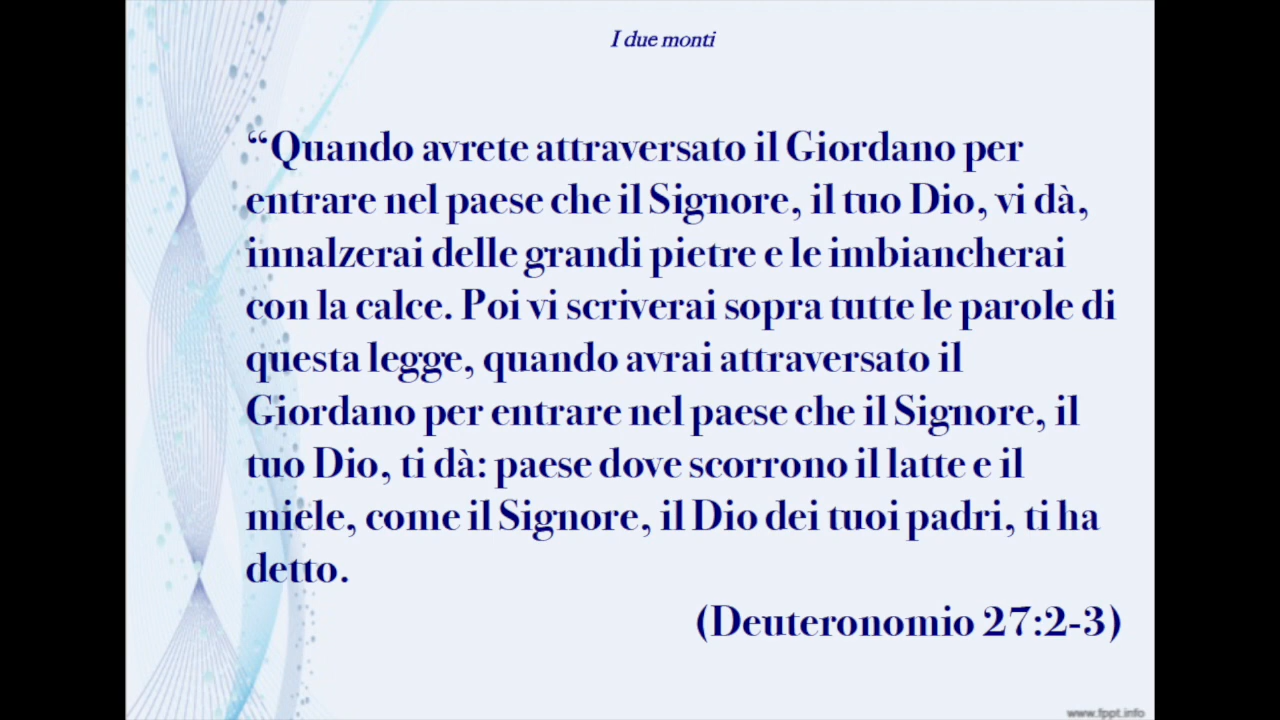 I due monti
“Quando avrete attraversato il Giordano per
entrare nel paese che il Signore, il tuo Dio, vi dà,
innalzerai delle grandi pietre e le imbiancherai
con la calce. Poi vi scriverai sopra tutte le parole di
questa legge, quando avrai attraversato il
Giordano per entrare nel paese che il Signore, il
tuo Dio, ti dà: paese dove scorrono il latte e il
miele, come il Signore, il Dio dei tuoi padri, ti ha
detto.
(Deuteronomio 27:2-3)
www.fppt.info